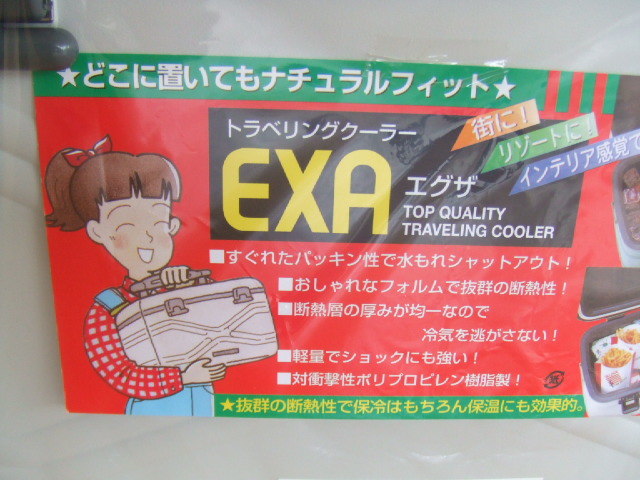 ★どこに置いてもナチュラルフィット★
トラベリングクーラー
EXA
エグザ
TOP QUALITY
TRAVELING COOLER
街に！
リゾートに！
インテリア感覚で
■すぐれたパッキン性で水もれシャットアウト！
■おしゃれなフォルムで抜群の断熱性！
■断熱層の厚みが均一なので
冷気を逃がさない！
■軽量でショックにも強い！
■対衝撃性ポリプロピレン樹脂製！
★抜群の断熱性で保冷はもちろん保温にも効果的。